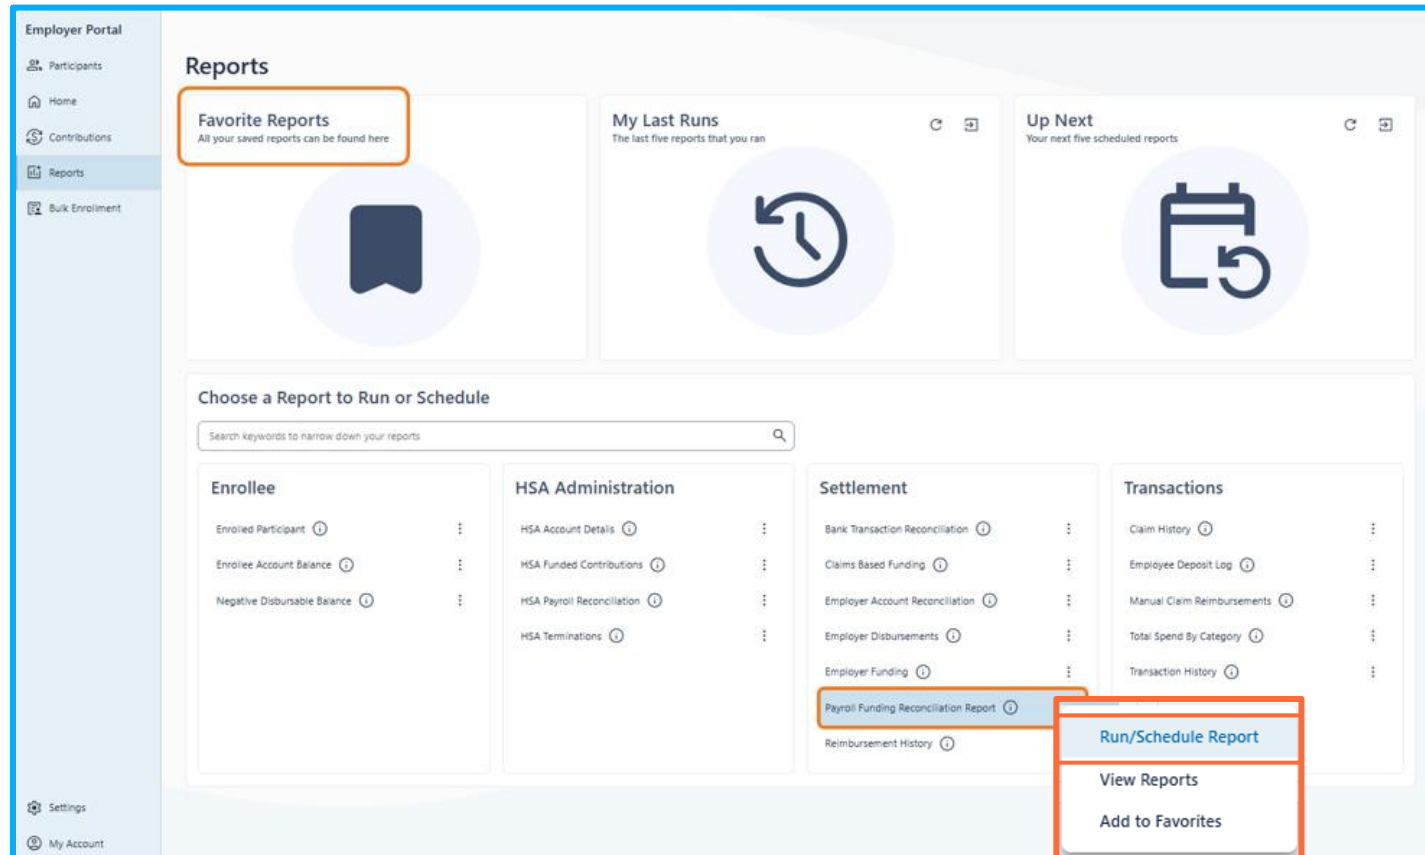 Employer Portal
Participants
Home
Contributions
Reports
Bulk Enrollment
Settings
My Account
Reports
Favorite Reports
All your saved reports can be found here
My Last Runs
The last five reports that you ran
Up Next
Your next five scheduled reports
Choose a Report to Run or Schedule
Search keywords to narrow down your reports
Enrollee
Enrolled Participant
Enrollee Account Balance
Negative Disbursable Balance
HSA Administration
HSA Account Details
HSA Funded Contributions
HSA Payroll Reconciliation
HSA Terminations
Settlement
Bank Transaction Reconciliation
Claims Based Funding
Employer Account Reconciliation
Employer Disbursements
Employer Funding
Payroll Funding Reconciliation Report
Reimbursement History
Transactions
Claim History
Employee Deposit Log
Manual Claim Reimbursements
Total Spend By Category
Transaction History
Run/Schedule Report
View Reports
Add to Favorites